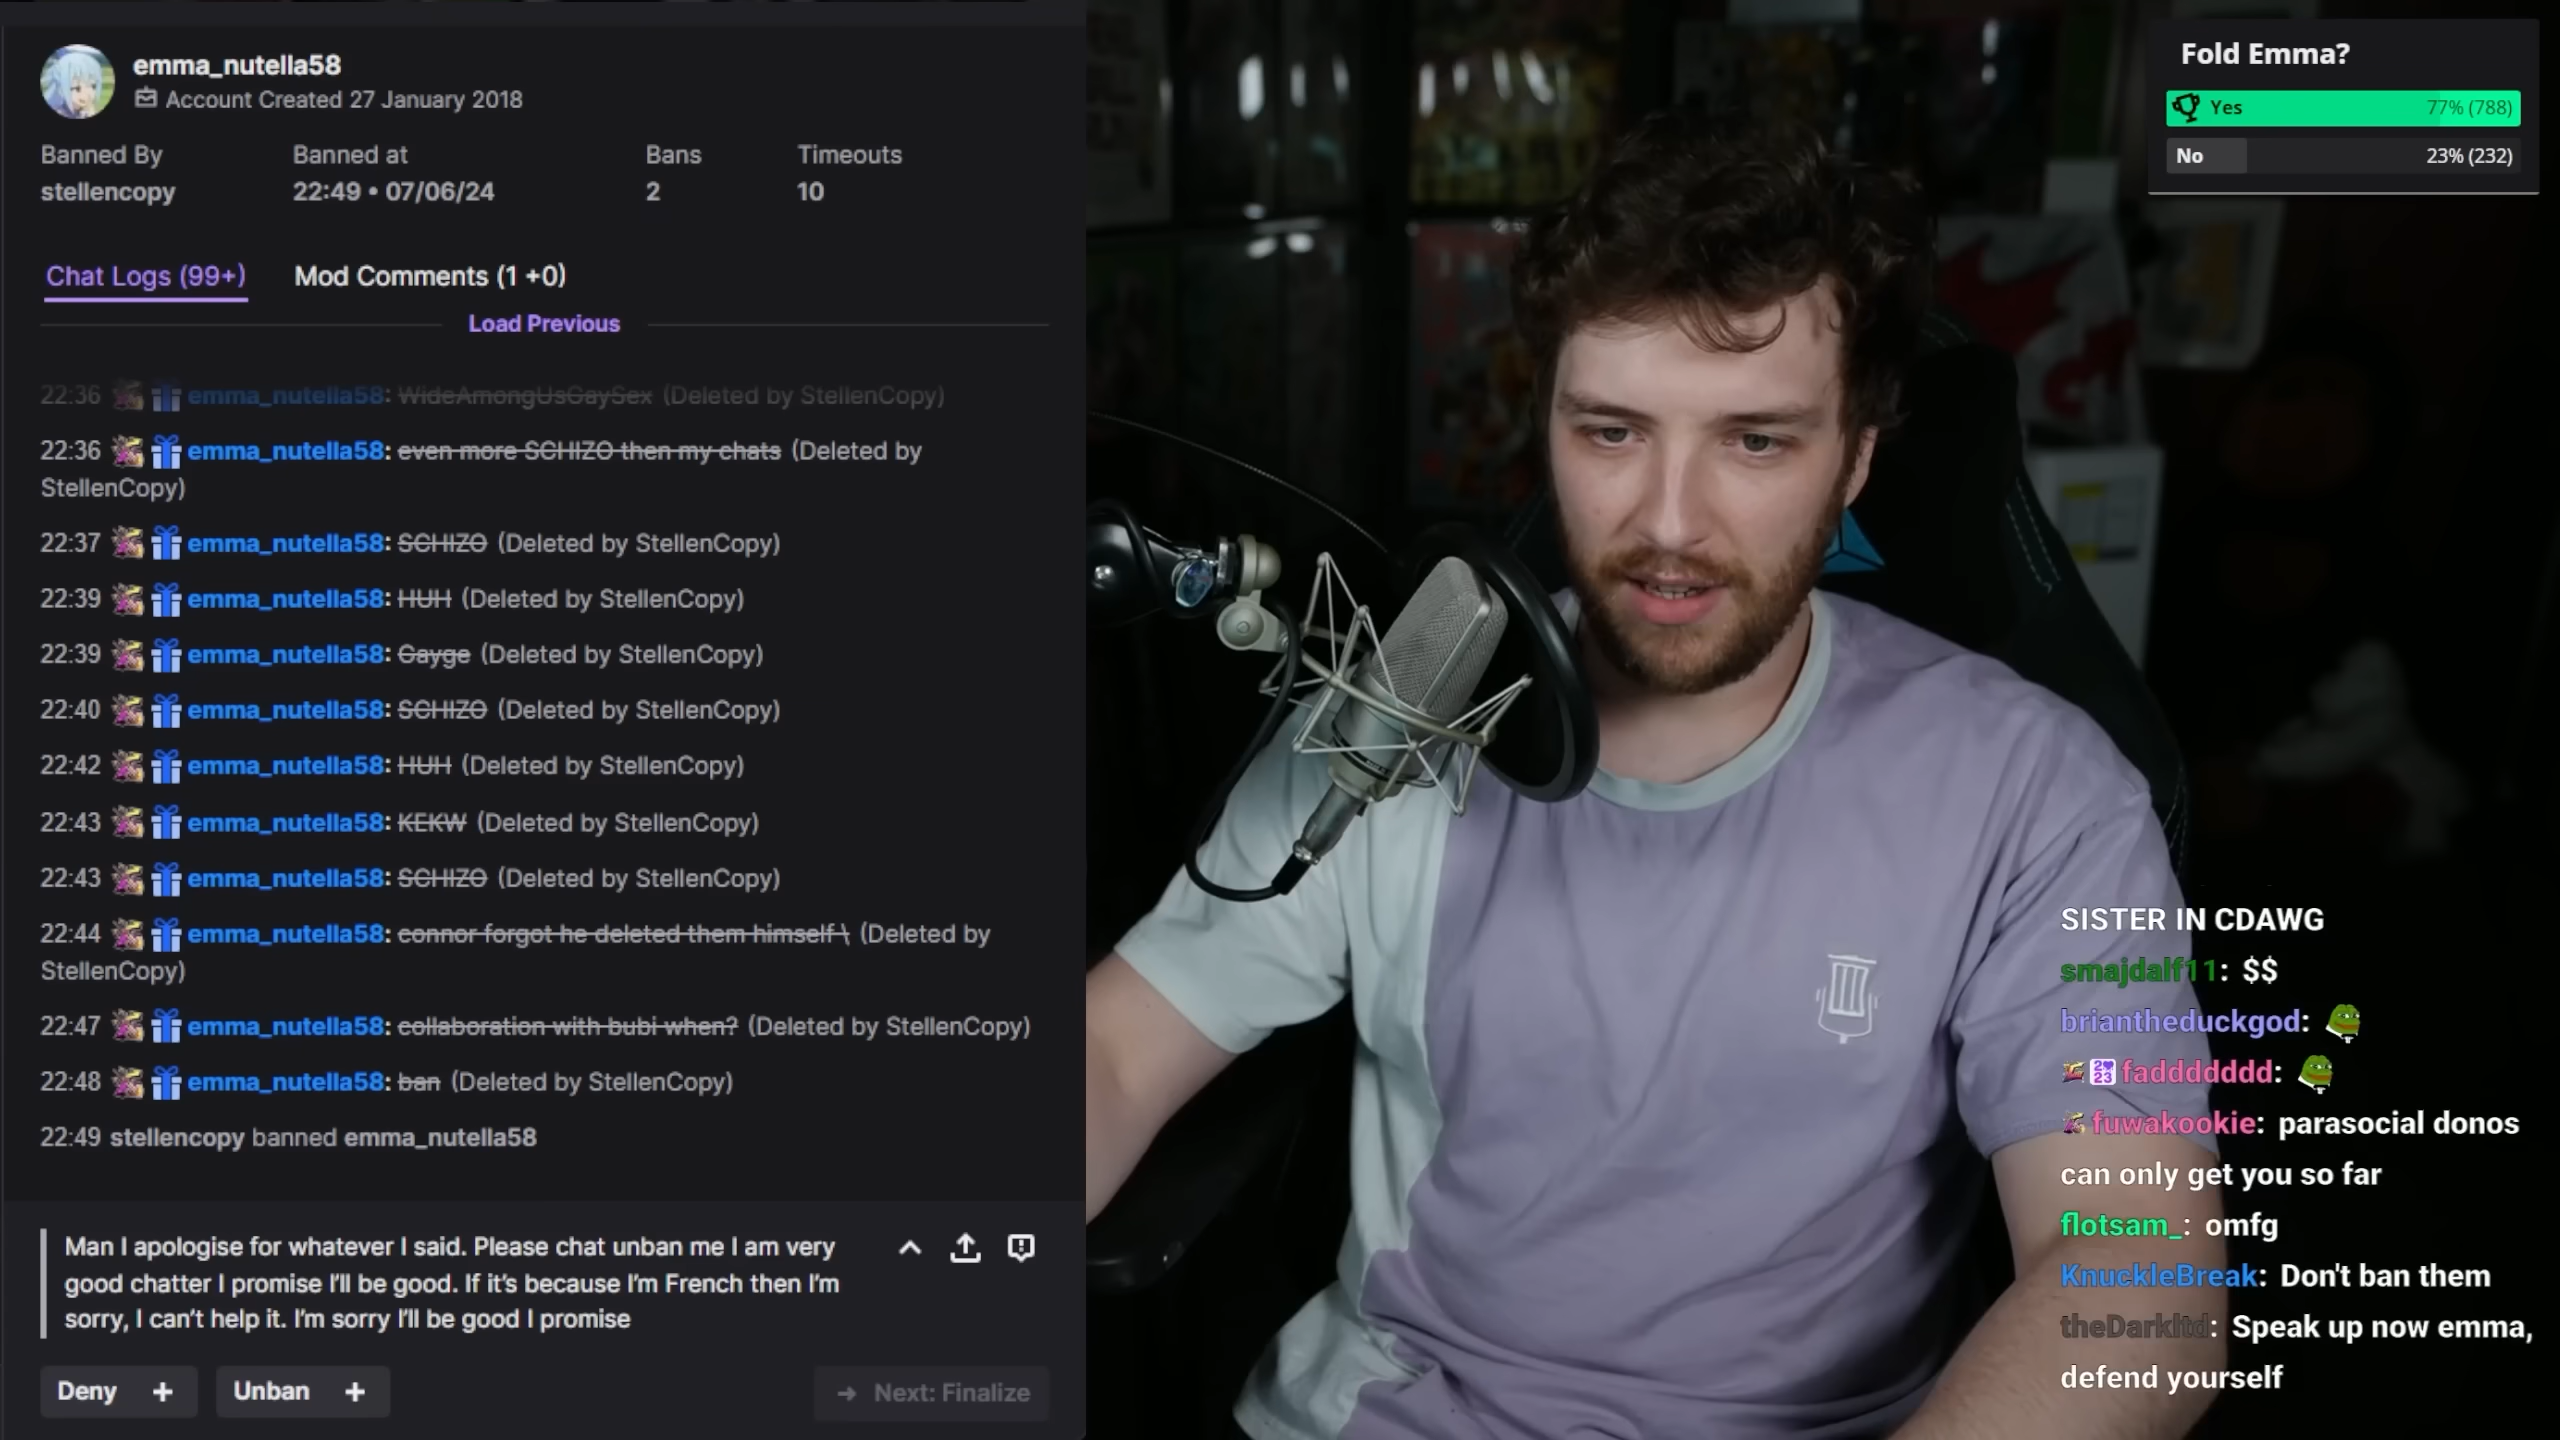 emma_nutella58
Account Created 27 January 2018
Banned By
stellencopy
Banned at
22:49 • 07/06/24
Bans
2
Timeouts
10
Chat Logs (99+)
Mod Comments (1 +0)
Load Previous
22:36 emma_nutella58: WideAmongUsGaySex (Deleted by StellenCopy)
22:36 emma_nutella58: even more SCHIZO then my chats (Deleted by
StellenCopy)
22:37 emma_nutella58: SCHIZO (Deleted by StellenCopy)
22:39 emma_nutella58: HUH (Deleted by StellenCopy)
22:39 emma_nutella58: Gayge (Deleted by StellenCopy)
22:40 emma_nutella58: SCHIZO (Deleted by StellenCopy)
22:42 emma_nutella58: HUH (Deleted by StellenCopy)
22:43 emma_nutella58: KEKW (Deleted by StellenCopy)
22:43 emma_nutella58: SCHIZO (Deleted by StellenCopy)
22:44 emma_nutella58: connor forgot he deleted them himself \ (Deleted by
StellenCopy)
22:47 emma_nutella58: collaboration with bubi when? (Deleted by StellenCopy)
22:48 emma_nutella58: ban (Deleted by StellenCopy)
22:49 stellencopy banned emma_nutella58
Man I apologise for whatever I said. Please chat unban me I am very
good chatter I promise I'll be good. If it's because I'm French then I'm
sorry, I can't help it. I'm sorry I'll be good I promise
Deny +
Unban +
Next: Finalize
Fold Emma?
Yes 77% (788)
No 23% (232)
SISTER IN CDAWG
smajdalf11: $$
briantheduckgod:
faddddddd:
fuwakookie: parasocial donos
can only get you so far
flotsam_: omfg
KnuckleBreak: Don't ban them
theDarkltd: Speak up now emma,
defend yourself